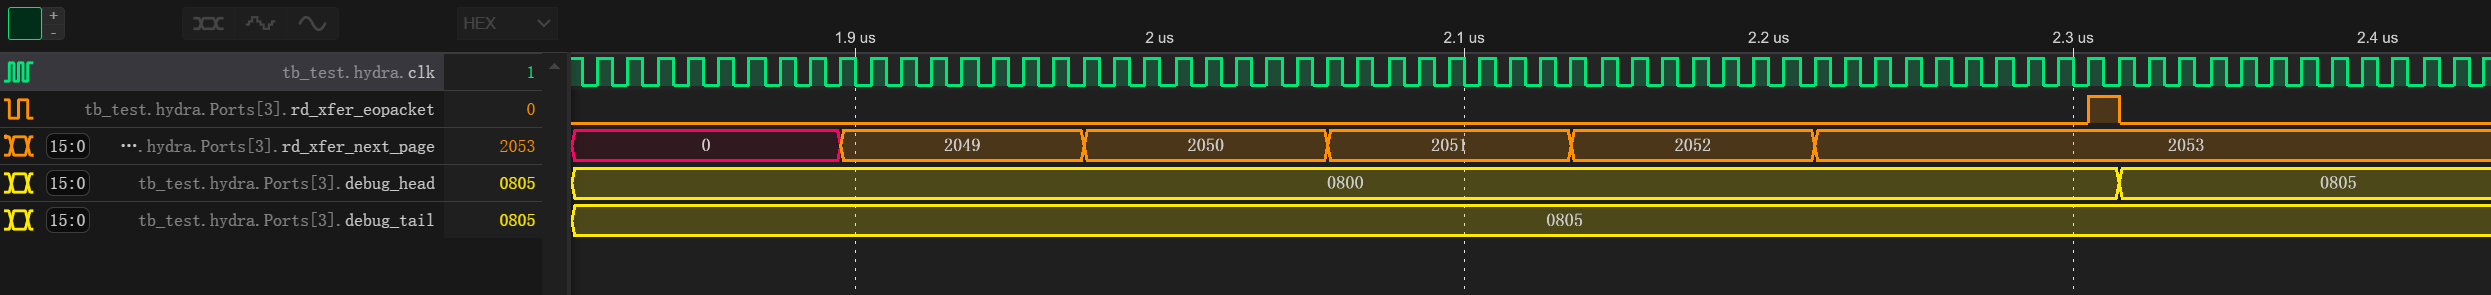 +
-
HEX
1.9 us 2 us 2.1 us 2.2 us 2.3 us 2.4 us
tb_test.hydra.clk 1
tb_test.hydra.Ports[3].rd_xfer_eopacket 0
15:0 ….hydra.Ports[3].rd_xfer_next_page 2053 0 2049 2050 2051 2052 2053
15:0 tb_test.hydra.Ports[3].debug_head 0805 0800 0805
15:0 tb_test.hydra.Ports[3].debug_tail 0805 0805